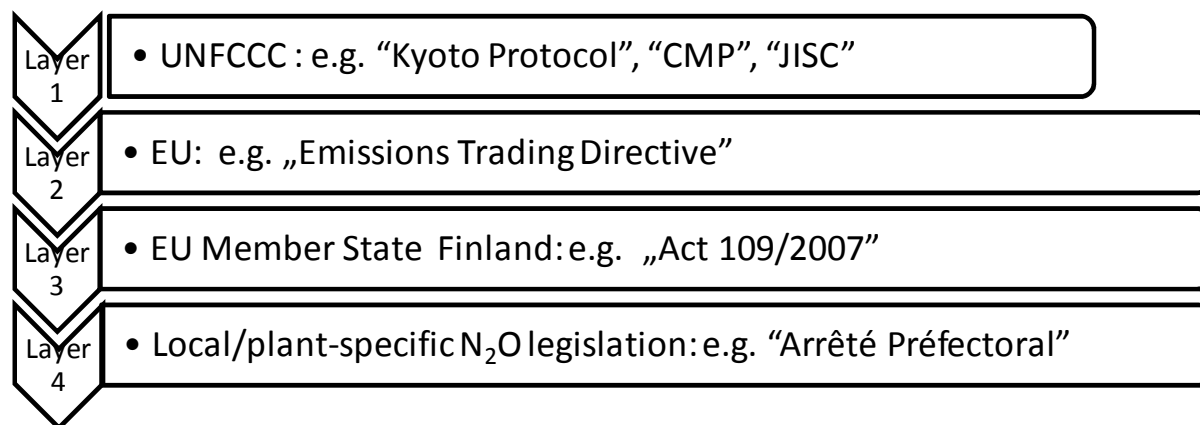 Layer
1
• UNFCCC : e.g. “Kyoto Protocol”, “CMP”, “JISC”
Layer
2
• EU: e.g. „Emissions Trading Directive”
Layer
3
• EU Member State Finland: e.g. „Act 109/2007”
Layer
4
• Local/plant-specific N₂O legislation: e.g. “Arrêté Préfectoral”